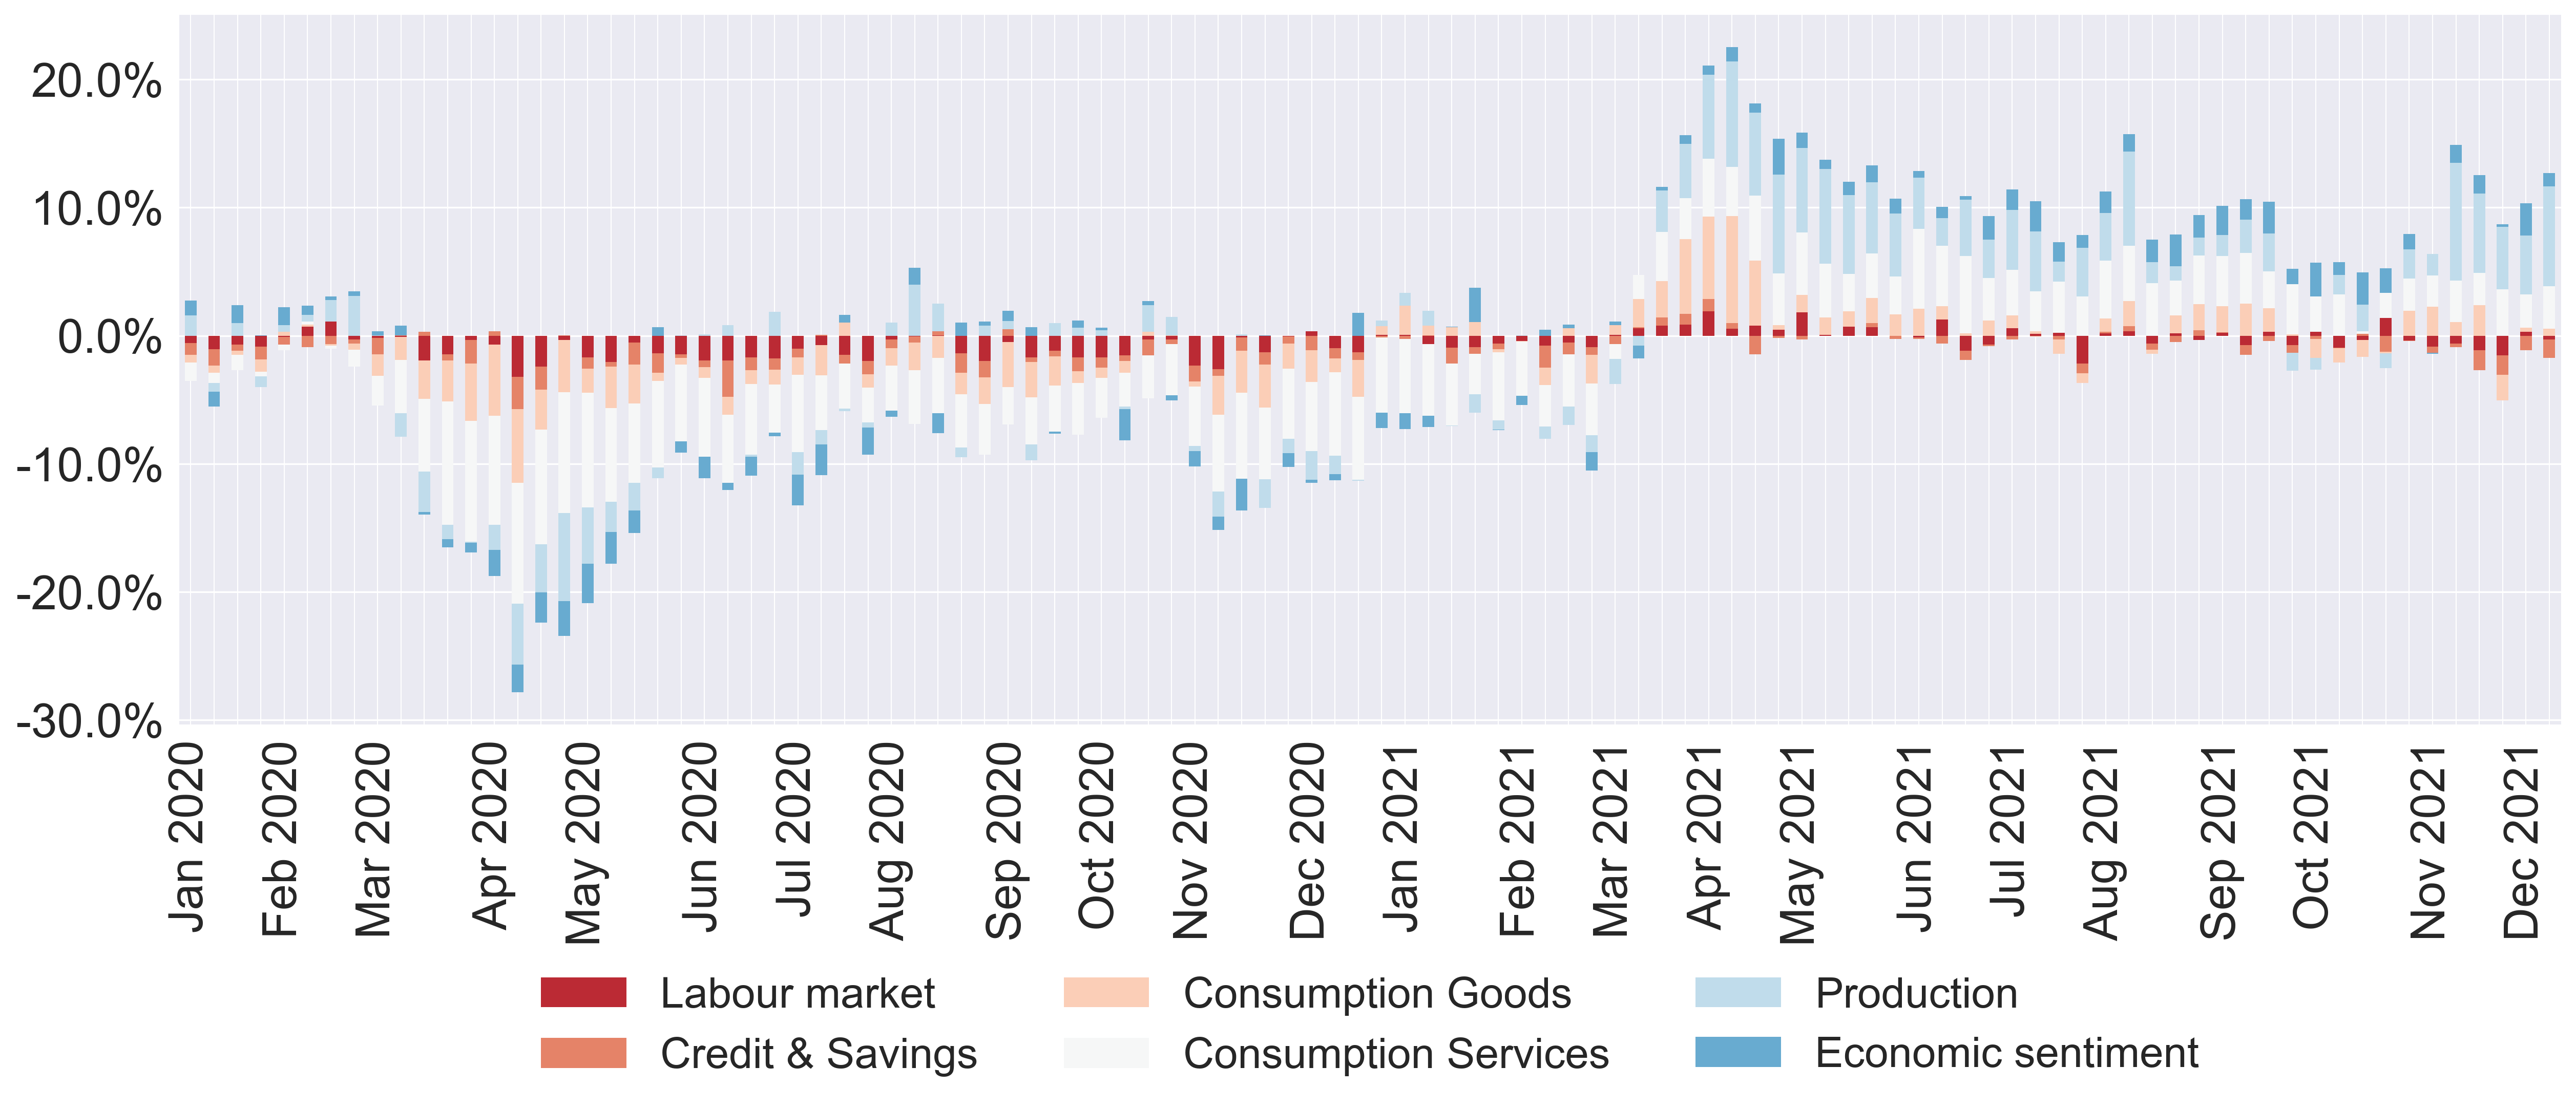 20.0%
10.0%
0.0%
-10.0%
-20.0%
-30.0%
Jan 2020
Feb 2020
Mar 2020
Apr 2020
May 2020
Jun 2020
Jul 2020
Aug 2020
Sep 2020
Oct 2020
Nov 2020
Dec 2020
Jan 2021
Feb 2021
Mar 2021
Apr 2021
May 2021
Jun 2021
Jul 2021
Aug 2021
Sep 2021
Oct 2021
Nov 2021
Dec 2021
Labour market
Consumption Goods
Production
Credit & Savings
Consumption Services
Economic sentiment